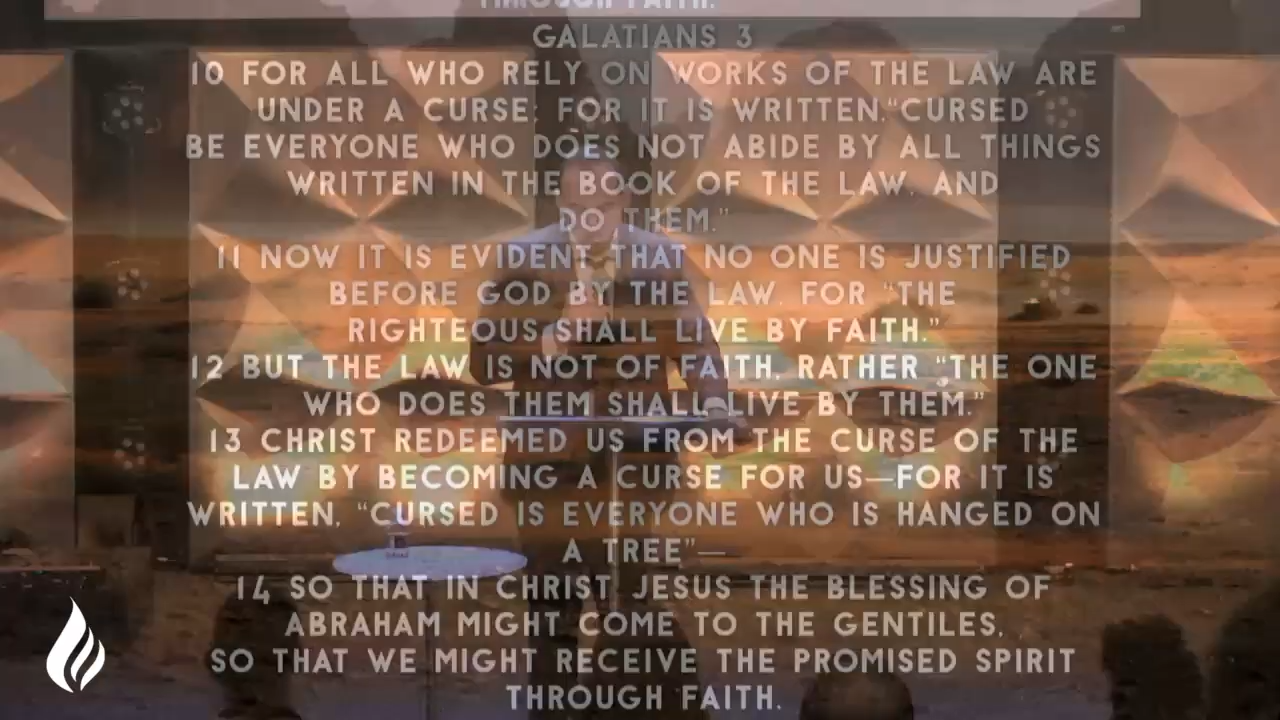 THROUGH FAITH.
GALATIANS 3
10 FOR ALL WHO RELY ON WORKS OF THE LAW ARE
UNDER A CURSE; FOR IT IS WRITTEN,“CURSED
BE EVERYONE WHO DOES NOT ABIDE BY ALL THINGS
WRITTEN IN THE BOOK OF THE LAW, AND
DO THEM.”
11 NOW IT IS EVIDENT THAT NO ONE IS JUSTIFIED
BEFORE GOD BY THE LAW, FOR “THE
RIGHTEOUS SHALL LIVE BY FAITH.”
12 BUT THE LAW IS NOT OF FAITH, RATHER “THE ONE
WHO DOES THEM SHALL LIVE BY THEM.”
13 CHRIST REDEEMED US FROM THE CURSE OF THE
LAW BY BECOMING A CURSE FOR US—FOR IT IS
WRITTEN, “CURSED IS EVERYONE WHO IS HANGED ON
A TREE”—
14 SO THAT IN CHRIST JESUS THE BLESSING OF
ABRAHAM MIGHT COME TO THE GENTILES,
SO THAT WE MIGHT RECEIVE THE PROMISED SPIRIT
THROUGH FAITH.